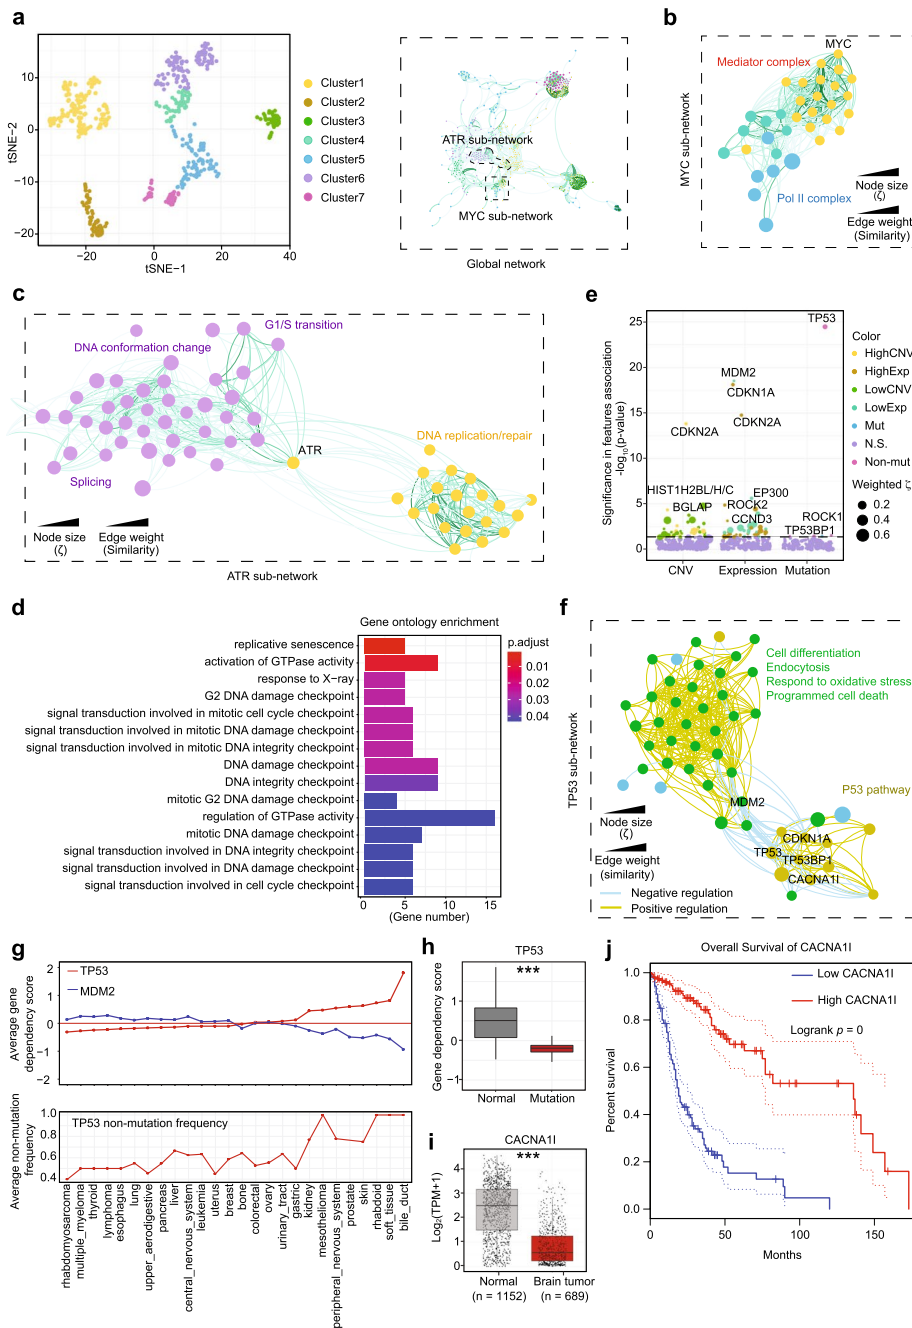 a
tSNE−2
10
0
−10
−20
−20
0
20
40
tSNE−1
Cluster1
Cluster2
Cluster3
Cluster4
Cluster5
Cluster6
Cluster7
ATR sub-network
MYC sub-network
Global network
b
MYC sub-network
MYC
Mediator complex
Pol II complex
Node size
(ζ)
Edge weight
(Similarity)
c
G1/S transition
DNA conformation change
DNA replication/repair
ATR
Splicing
Node size
(ζ)
Edge weight
(Similarity)
ATR sub-network
e
Significance in features association
-log10(p-value)
25
20
15
10
5
0
TP53
MDM2
CDKN1A
CDKN2A
CDKN2A
HIST1H2BL/H/C
EP300
BGLAP
ROCK2
CCND3
ROCK1
TP53BP1
CNV
Expression
Mutation
Color
HighCNV
HighExp
LowCNV
LowExp
Mut
N.S.
Non-mut
Weighted ζ
0.2
0.4
0.6
d
Gene ontology enrichment
replicative senescence
activation of GTPase activity
response to X−ray
G2 DNA damage checkpoint
signal transduction involved in mitotic cell cycle checkpoint
signal transduction involved in mitotic DNA damage checkpoint
signal transduction involved in mitotic DNA integrity checkpoint
DNA damage checkpoint
DNA integrity checkpoint
mitotic G2 DNA damage checkpoint
regulation of GTPase activity
mitotic DNA damage checkpoint
signal transduction involved in DNA integrity checkpoint
signal transduction involved in DNA damage checkpoint
signal transduction involved in cell cycle checkpoint
0
5
10
15
(Gene number)
p.adjust
0.01
0.02
0.03
0.04
f
TP53 sub-network
Cell differentiation
Endocytosis
Respond to oxidative stress
Programmed cell death
P53 pathway
MDM2
CDKN1A
TP53
TP53BP1
CACNA1I
Node size
(ζ)
Edge weight
(similarity)
Negative regulation
Positive regulation
g
Average gene
dependency score
2
1
0
−1
−2
TP53
MDM2
Average non-mutation
frequency
1.0
0.8
0.6
0.4
TP53 non-mutation frequency
rhabdomyosarcoma
multiple_myeloma
thyroid
lymphoma
esophagus
lung
upper_aerodigestive
pancreas
liver
central_nervous_system
leukemia
uterus
breast
bone
colorectal
ovary
urinary_tract
gastric
kidney
mesothelioma
peripheral_nervous_system
prostate
skin
rhabdoid
soft_tissue
bile_duct
h
TP53
***
Gene dependency score
1
0
−1
Normal
Mutation
i
CACNA1I
***
Log2(TPM+1)
4
3
2
1
0
Normal
(n = 1152)
Brain tumor
(n = 689)
j
Overall Survival of CACNA1I
Low CACNA1I
High CACNA1I
Logrank p = 0
Percent survival
1.0
0.8
0.6
0.4
0.2
0.0
0
50
100
150
Months